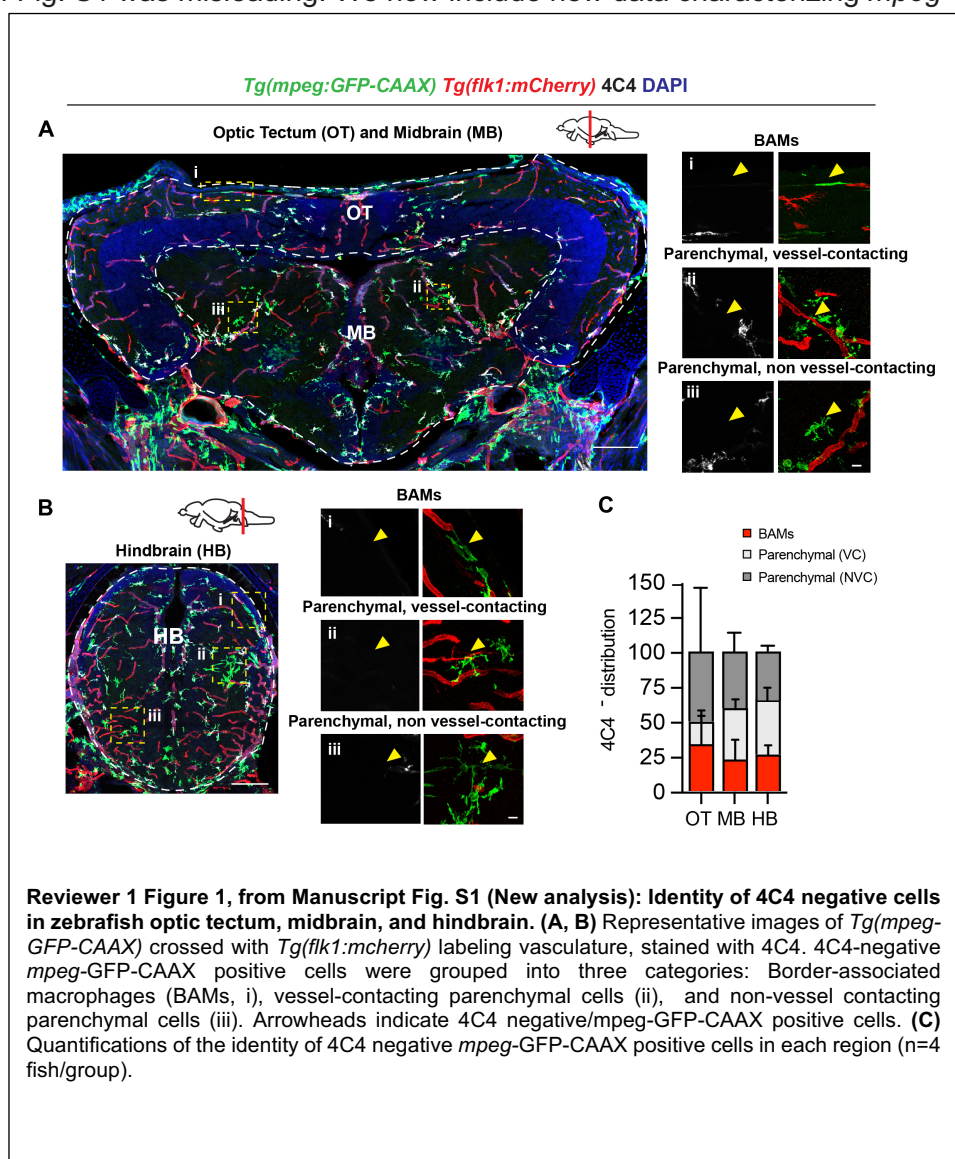 Fig. S1 was misleading. We now include new data characterizing mpeg
Tg(mpeg:GFP-CAAX) Tg(flk1:mCherry) 4C4 DAPI
A
Optic Tectum (OT) and Midbrain (MB)
i
OT
ii
iii
MB
BAMs
i
Parenchymal, vessel-contacting
ii
Parenchymal, non vessel-contacting
iii
B
Hindbrain (HB)
i
HB
ii
iii
BAMs
i
Parenchymal, vessel-contacting
ii
Parenchymal, non vessel-contacting
iii
C
BAMs
Parenchymal (VC)
Parenchymal (NVC)
4C4 - distribution
150
125
100
75
50
25
0
OT MB HB
Reviewer 1 Figure 1, from Manuscript Fig. S1 (New analysis): Identity of 4C4 negative cells
in zebrafish optic tectum, midbrain, and hindbrain. (A, B) Representative images of Tg(mpeg-
GFP-CAAX) crossed with Tg(flk1:mcherry) labeling vasculature, stained with 4C4. 4C4-negative
mpeg-GFP-CAAX positive cells were grouped into three categories: Border-associated
macrophages (BAMs, i), vessel-contacting parenchymal cells (ii), and non-vessel contacting
parenchymal cells (iii). Arrowheads indicate 4C4 negative/mpeg-GFP-CAAX positive cells. (C)
Quantifications of the identity of 4C4 negative mpeg-GFP-CAAX positive cells in each region (n=4
fish/group).